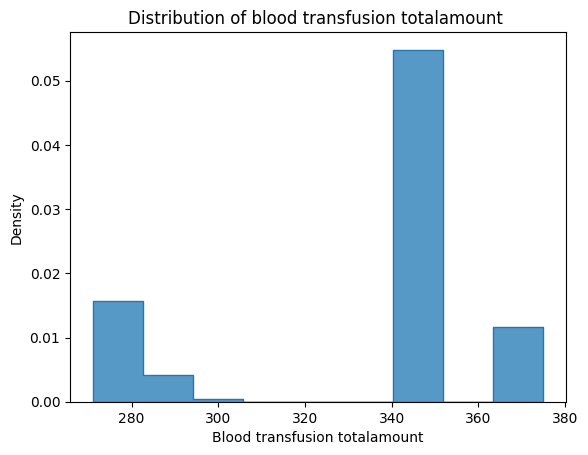 Distribution of blood transfusion totalamount
Density
0.05
0.04
0.03
0.02
0.01
0.00
280 300 320 340 360 380
Blood transfusion totalamount